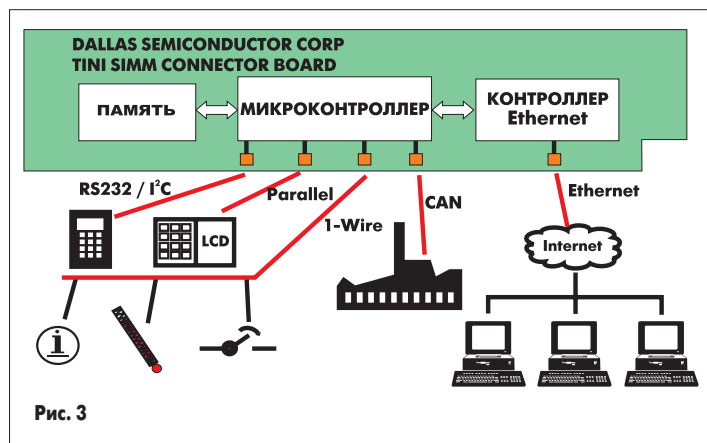 DALLAS SEMICONDUCTOR CORP
TINI SIMM CONNECTOR BOARD
ПАМЯТЬ
МИКРОКОНТРОЛЛЕР
КОНТРОЛЛЕР
Ethernet
RS232 / I²C
Parallel
1-Wire
CAN
Ethernet
LCD
Internet
i
Рис. 3